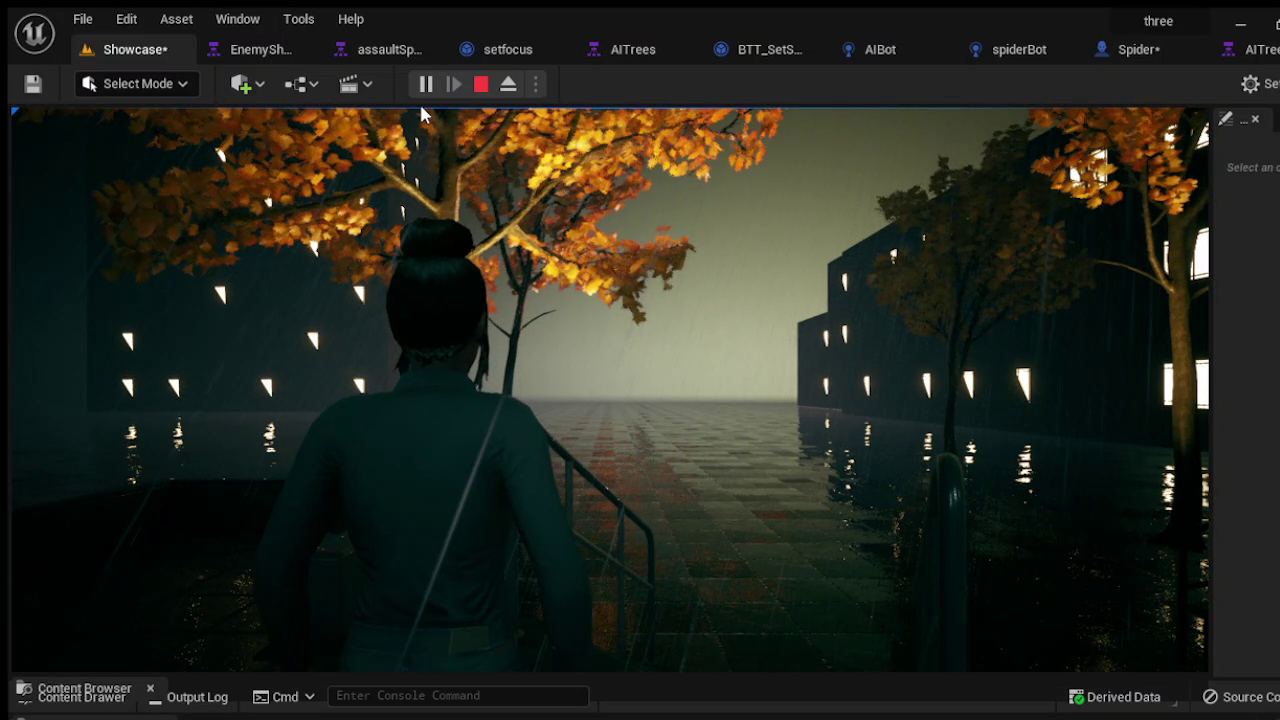 File Edit Asset Window Tools Help three
Showcase* EnemySh... assaultSp... setfocus AITrees BTT_SetS... AIBot spiderBot Spider* AITree
Select Mode Set
... ×
Select an o
Content Browser
Content Drawer Output Log Cmd Enter Console Command Derived Data Source Co